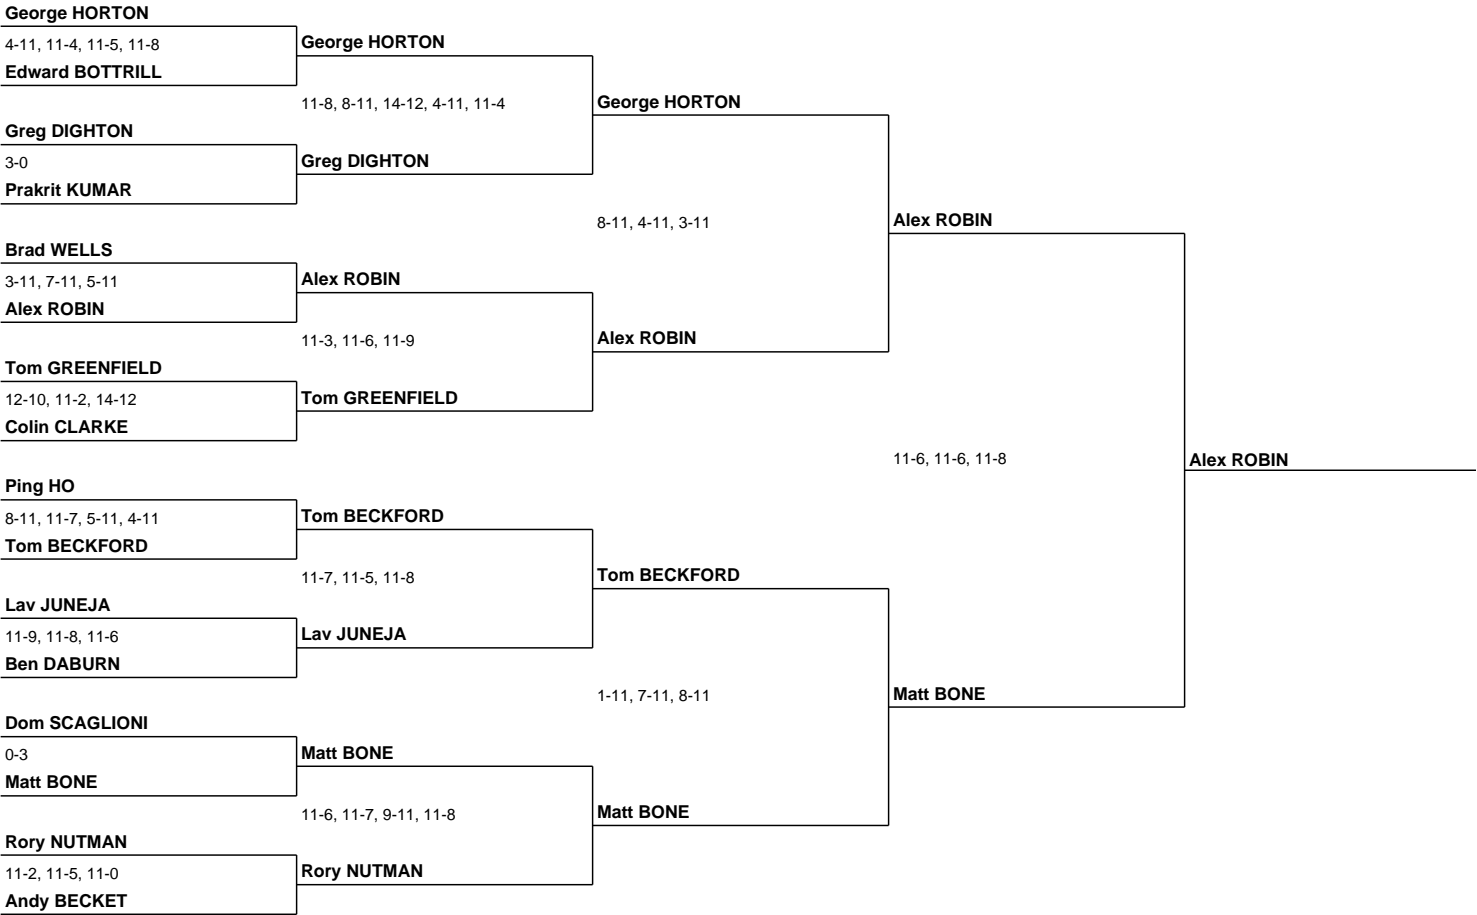 George HORTON
4-11, 11-4, 11-5, 11-8
Edward BOTTRILL
Greg DIGHTON
3-0
Prakrit KUMAR
Brad WELLS
3-11, 7-11, 5-11
Alex ROBIN
Tom GREENFIELD
12-10, 11-2, 14-12
Colin CLARKE
Ping HO
8-11, 11-7, 5-11, 4-11
Tom BECKFORD
Lav JUNEJA
11-9, 11-8, 11-6
Ben DABURN
Dom SCAGLIONI
0-3
Matt BONE
Rory NUTMAN
11-2, 11-5, 11-0
Andy BECKET
George HORTON
11-8, 8-11, 14-12, 4-11, 11-4
Greg DIGHTON
Alex ROBIN
11-3, 11-6, 11-9
Tom GREENFIELD
Tom BECKFORD
11-7, 11-5, 11-8
Lav JUNEJA
Matt BONE
11-6, 11-7, 9-11, 11-8
Rory NUTMAN
George HORTON
8-11, 4-11, 3-11
Alex ROBIN
Tom BECKFORD
1-11, 7-11, 8-11
Matt BONE
Alex ROBIN
11-6, 11-6, 11-8
Matt BONE
Alex ROBIN